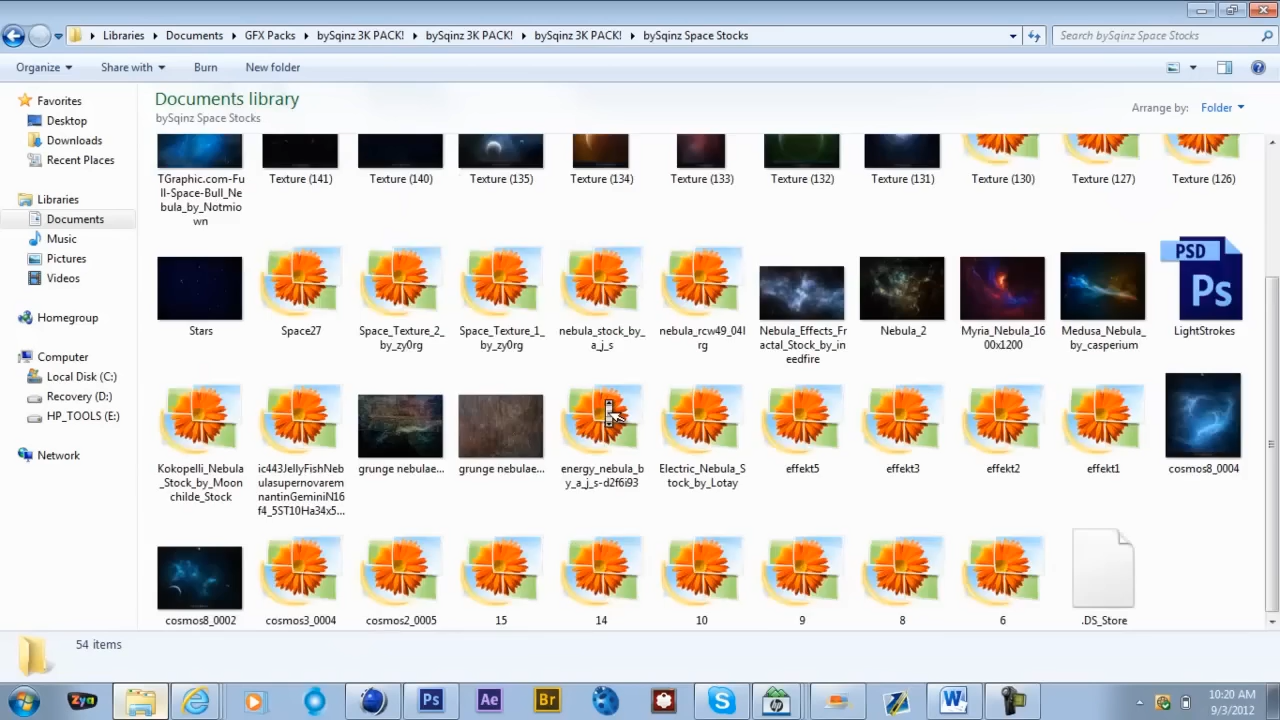 Libraries Documents GFX Packs bySqinz 3K PACK! bySqinz 3K PACK! bySqinz 3K PACK! bySqinz Space Stocks Search bySqinz Space Stocks
Organize Share with Burn New folder
Documents library
bySqinz Space Stocks
Arrange by: Folder
Favorites
Desktop
Downloads
Recent Places
Libraries
Documents
Music
Pictures
Videos
Homegroup
Computer
Local Disk (C:)
Recovery (D:)
HP_TOOLS (E:)
Network
TGraphic.com-Fu
ll-Space-Bull_Ne
bula_by_Notmio
wn
Texture (141)
Texture (140)
Texture (135)
Texture (134)
Texture (133)
Texture (132)
Texture (131)
Texture (130)
Texture (127)
Texture (126)
PSD
Ps
Stars
Space27
Space_Texture_2_
by_zy0rg
Space_Texture_1_
by_zy0rg
nebula_stock_by_
a_j_s
nebula_rcw49_04l
rg
Nebula_Effects_Fr
actal_Stock_by_in
eedfire
Nebula_2
Myria_Nebula_16
00x1200
Medusa_Nebula_
by_casperium
LightStrokes
Kokopelli_Nebula
_Stock_by_Moon
childe_Stock
ic443JellyFishNeb
ulasupernovarem
nantinGeminiN16
f4_5ST10Ha34x5...
grunge nebulae...
grunge nebulae...
energy_nebula_b
y_a_j_s-d2f6i93
Electric_Nebula_S
tock_by_Lotay
effekt5
effekt3
effekt2
effekt1
cosmos8_0004
cosmos8_0002
cosmos3_0004
cosmos2_0005
15
14
10
9
8
6
.DS_Store
54 items
Zya
Ps
Ae
Br
S
hp
W
10:20 AM
9/3/2012